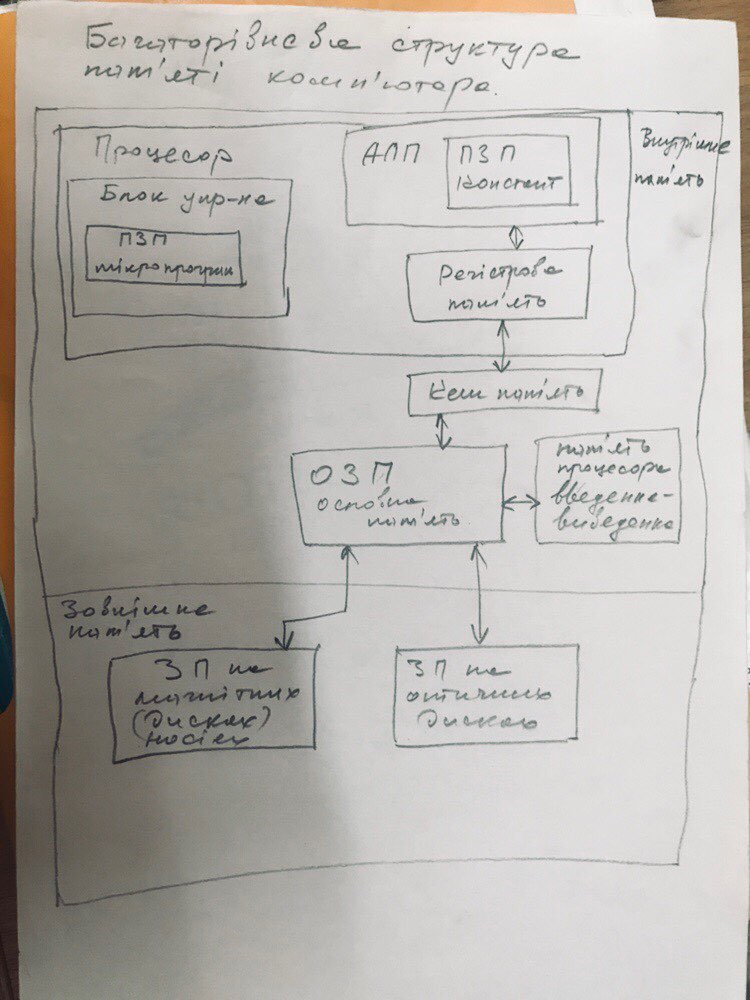 Багаторівнева структура
пам'яті комп'ютера.
Внутрішнє
пам'ять
Процесор
Блок упр-не
ПЗП
мікропрограм
АЛП
ПЗП
констант
Регістрова
пам'ять
Кеш пам'ять
ОЗП
основна
пам'ять
пам'ять
процесора
введення-
виведення
Зовнішня
пам'ять
ЗП на
магнітних
(дисках)
носіях
ЗП на
оптичних
дисках